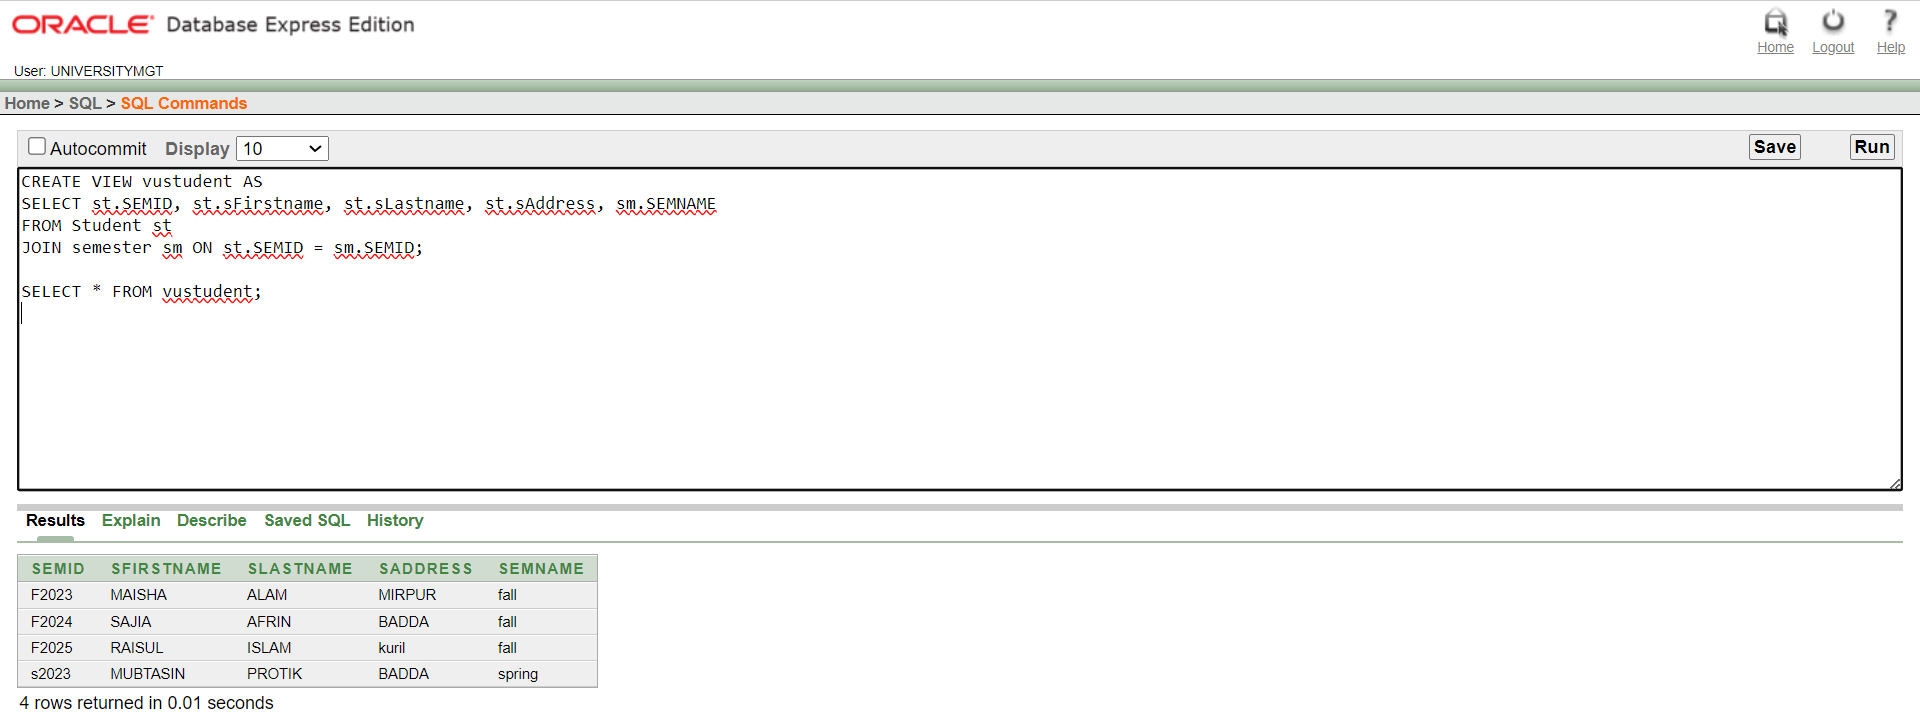 ORACLE Database Express Edition
Home Logout Help
User: UNIVERSITYMGT
Home > SQL > SQL Commands
Autocommit Display 10 Save Run
CREATE VIEW vustudent AS
SELECT st.SEMID, st.sFirstname, st.sLastname, st.sAddress, sm.SEMNAME
FROM Student st
JOIN semester sm ON st.SEMID = sm.SEMID;
SELECT * FROM vustudent;
Results Explain Describe Saved SQL History
SEMID SFIRSTNAME SLASTNAME SADDRESS SEMNAME
F2023 MAISHA ALAM MIRPUR fall
F2024 SAJIA AFRIN BADDA fall
F2025 RAISUL ISLAM kuril fall
s2023 MUBTASIN PROTIK BADDA spring
4 rows returned in 0.01 seconds